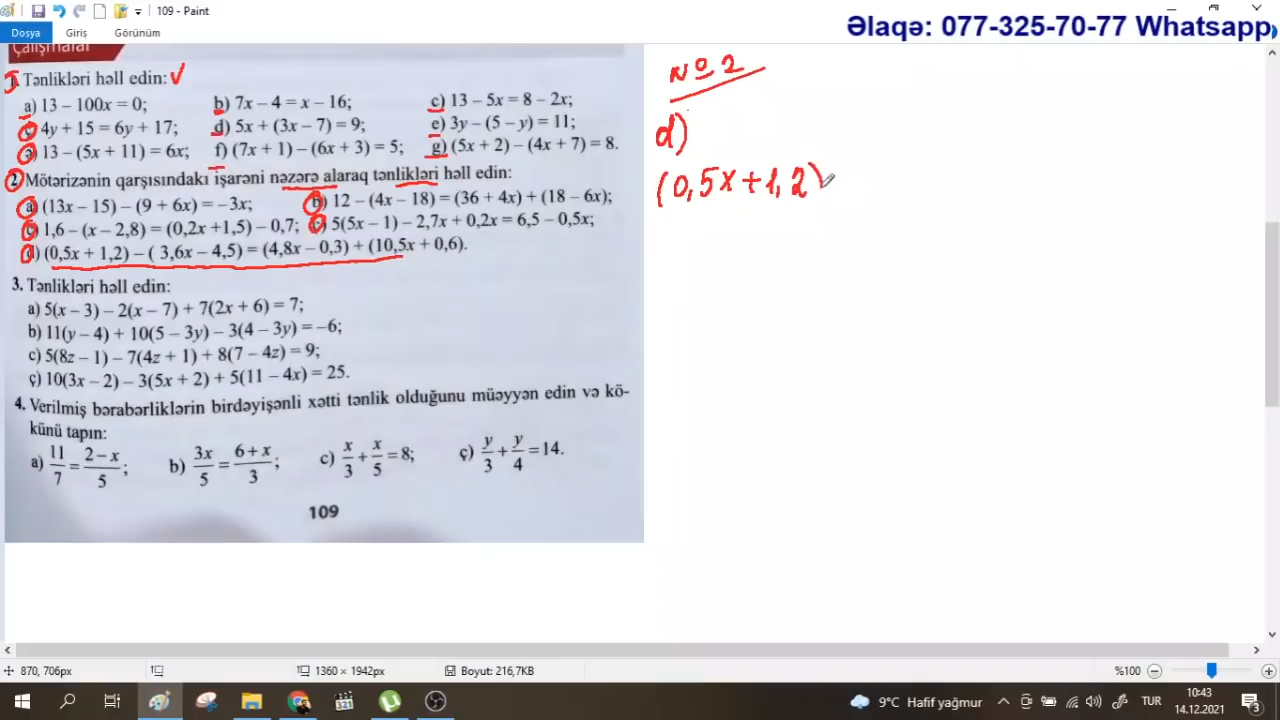 109 - Paint
Əlaqə: 077-325-70-77 Whatsapp
Dosya Giriş Görünüm
Çalışmalar
1. Tənlikləri həll edin:
a) 13 – 100x = 0; b) 7x – 4 = x – 16; c) 13 – 5x = 8 – 2x;
ç) 4y + 15 = 6y + 17; d) 5x + (3x – 7) = 9; e) 3y – (5 – y) = 11;
ə) 13 – (5x + 11) = 6x; f) (7x + 1) – (6x + 3) = 5; g) (5x + 2) – (4x + 7) = 8.
2. Mötərizənin qarşısındakı işarəni nəzərə alaraq tənlikləri həll edin:
a) (13x – 15) – (9 + 6x) = –3x; b) 12 – (4x – 18) = (36 + 4x) + (18 – 6x);
c) 1,6 – (x – 2,8) = (0,2x +1,5) – 0,7; ç) 5(5x – 1) – 2,7x + 0,2x = 6,5 – 0,5x;
d) (0,5x + 1,2) – ( 3,6x – 4,5) = (4,8x – 0,3) + (10,5x + 0,6).
3. Tənlikləri həll edin:
a) 5(x – 3) – 2(x – 7) + 7(2x + 6) = 7;
b) 11(y – 4) + 10(5 – 3y) – 3(4 – 3y) = –6;
c) 5(8z – 1) – 7(4z + 1) + 8(7 – 4z) = 9;
ç) 10(3x – 2) – 3(5x + 2) + 5(11 – 4x) = 25.
4. Verilmiş bərabərliklərin birdəyişənli xətti tənlik olduğunu müəyyən edin və kö-
künü tapın:
a) 11/7 = 2 – x/5; b) 3x/5 = 6 + x/3; c) x/3 + x/5 = 8; ç) y/3 + y/4 = 14.
109
№ 2
d)
(0,5x+1,2)
870, 706px 1360 × 1942px Boyut: 216,7KB %100
9°C Hafif yağmur TUR 10:43
14.12.2021 3